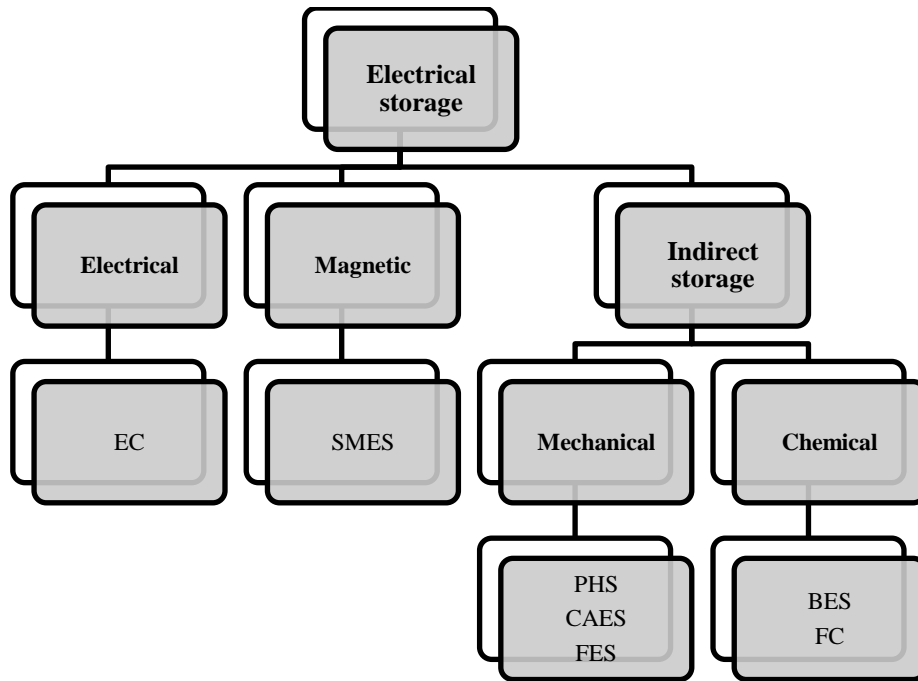 Electrical
storage
Electrical
Magnetic
Indirect
storage
EC
SMES
Mechanical
Chemical
PHS
CAES
FES
BES
FC